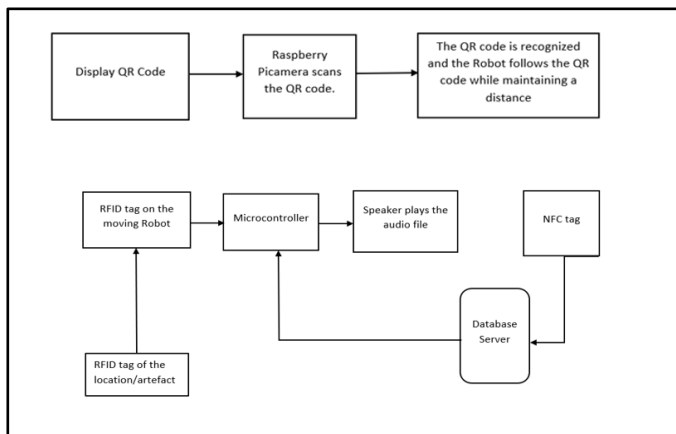 Display QR Code
Raspberry
Picamera scans
the QR code.
The QR code is recognized
and the Robot follows the QR
code while maintaining a
distance
RFID tag on the
moving Robot
Microcontroller
Speaker plays the
audio file
NFC tag
Database
Server
RFID tag of the
location/artefact